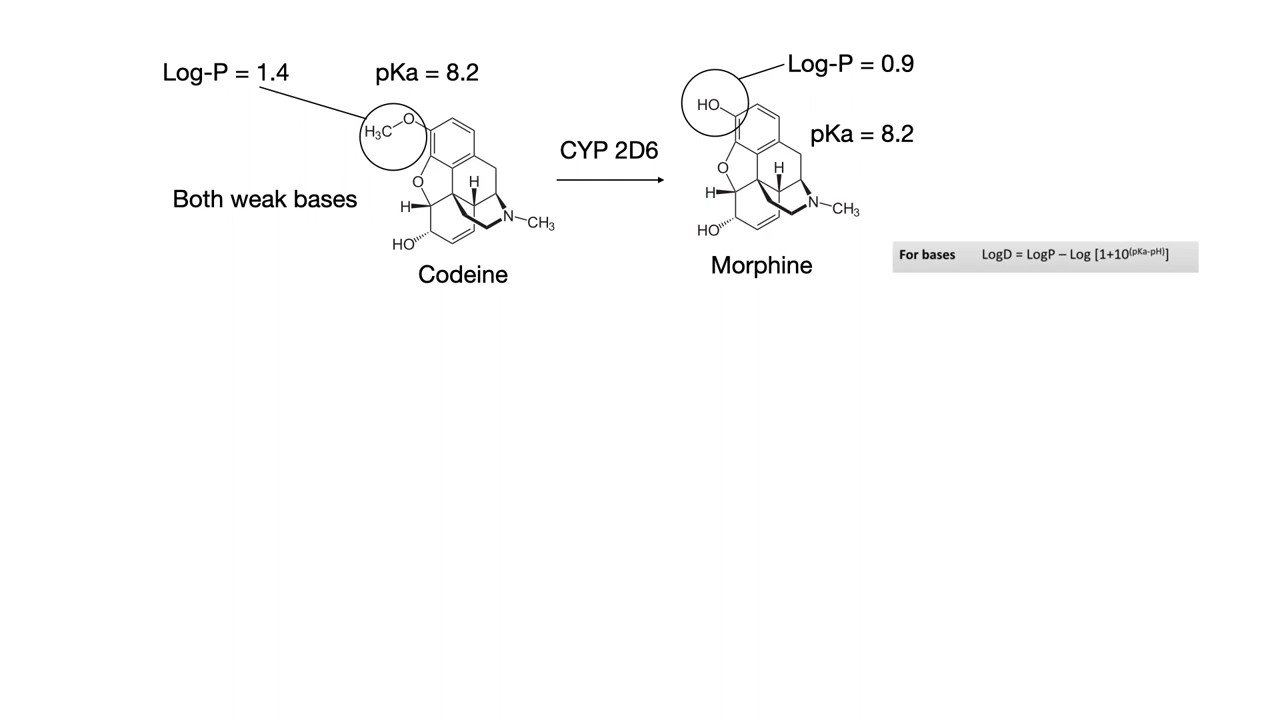 Log-P = 1.4
pKa = 8.2
Log-P = 0.9
pKa = 8.2
H₃C
O
O
H
H
N
CH₃
HO
CYP 2D6
HO
O
H
H
N
CH₃
HO
Both weak bases
Codeine
Morphine
For bases LogD = LogP – Log [1+10⁽ᵖᴷᵃ⁻ᵖᴴ⁾]